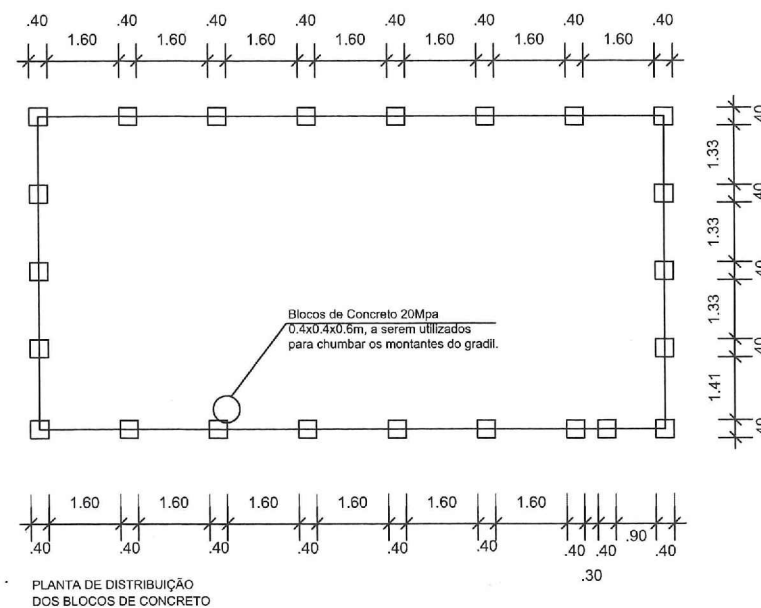 .40 .40 .40 .40 .40 .40 .40 .40
1.60 1.60 1.60 1.60 1.60 1.60 1.60
.40
1.33
.40
1.33
.40
1.33
.40
1.41
.40
Blocos de Concreto 20Mpa
0.4x0.4x0.6m, a serem utilizados
para chumbar os montantes do gradil.
1.60 1.60 1.60 1.60 1.60 1.60 .90
.40 .40 .40 .40 .40 .40 .40 .40 .40
.30
PLANTA DE DISTRIBUIÇÃO
DOS BLOCOS DE CONCRETO